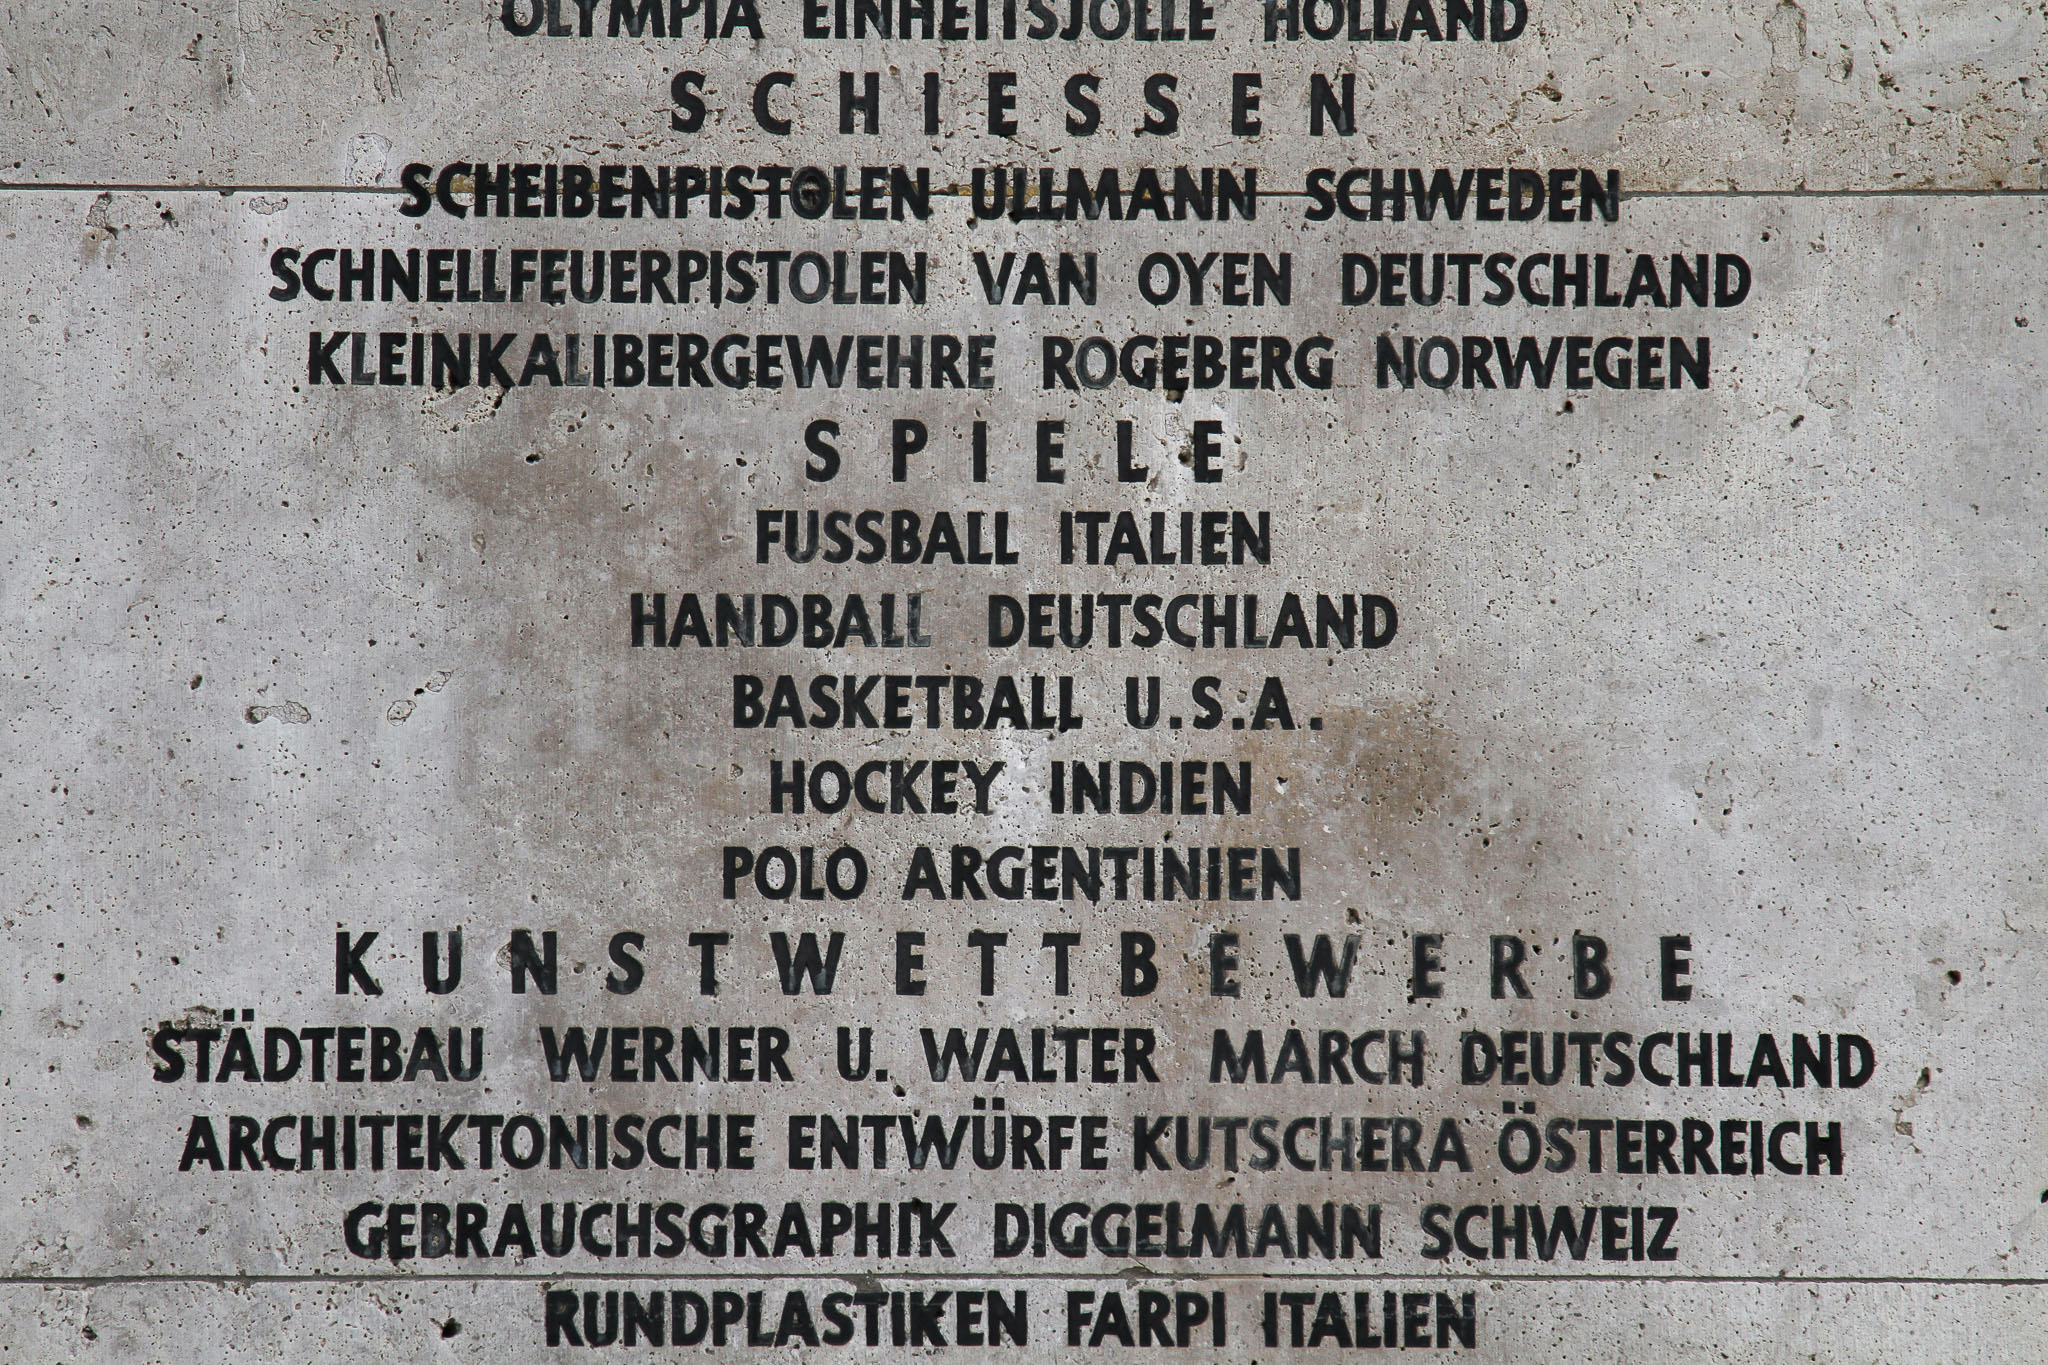 OLYMPIA EINHEITSJOLLE HOLLAND
SCHIESSEN
SCHEIBENPISTOLEN ULLMANN SCHWEDEN
SCHNELLFEUERPISTOLEN VAN OYEN DEUTSCHLAND
KLEINKALIBERGEWEHRE ROGEBERG NORWEGEN
SPIELE
FUSSBALL ITALIEN
HANDBALL DEUTSCHLAND
BASKETBALL U.S.A.
HOCKEY INDIEN
POLO ARGENTINIEN
KUNSTWETTBEWERBE
STÄDTEBAU WERNER U. WALTER MARCH DEUTSCHLAND
ARCHITEKTONISCHE ENTWÜRFE KUTSCHERA ÖSTERREICH
GEBRAUCHSGRAPHIK DIGGELMANN SCHWEIZ
RUNDPLASTIKEN FARPI ITALIEN